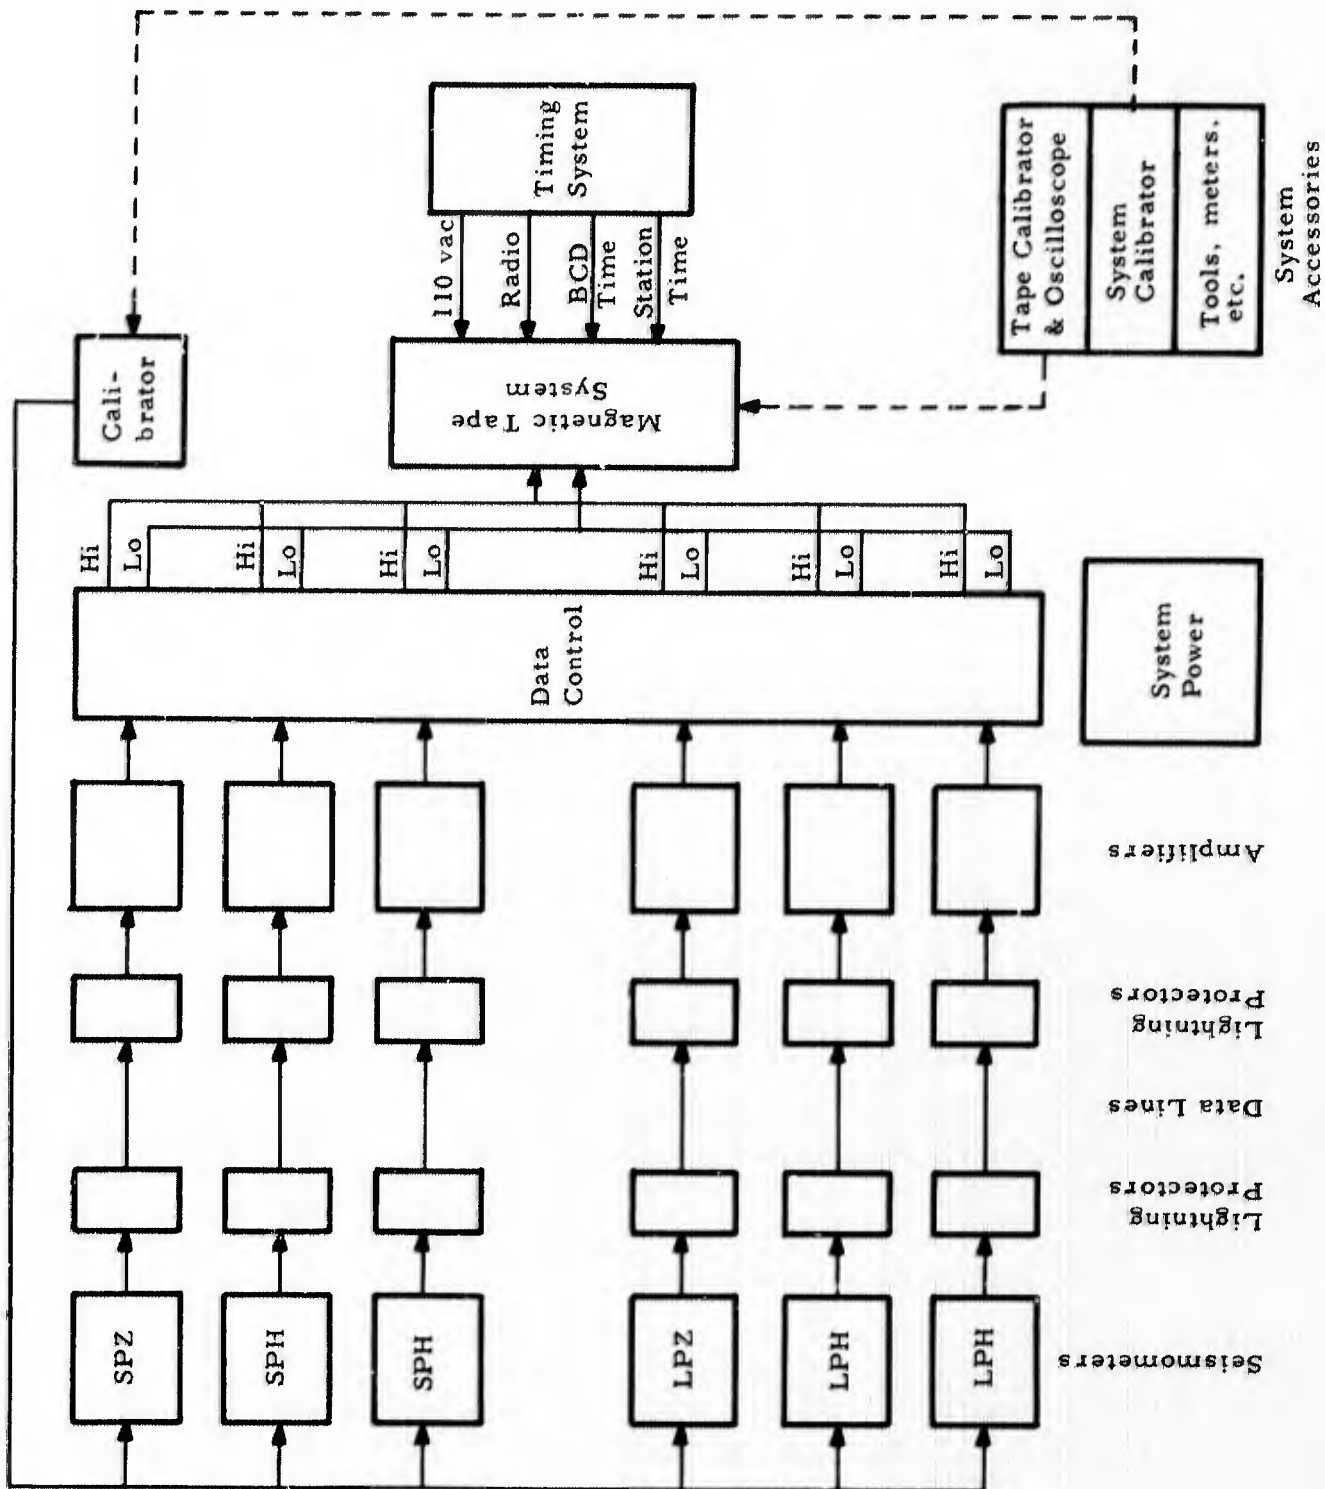 Cali-
brator
Timing
System
110 vac
Radio
BCD
Time
Station
Time
Magnetic Tape
System
Tape Calibrator
& Oscilloscope
System
Calibrator
Tools, meters.
etc.
System
Accessories
Hi
Lo
Hi
Lo
Hi
Lo
Hi
Lo
Hi
Lo
Hi
Lo
Data
Control
System
Power
Amplifiers
Lightning
Protectors
Data Lines
Lightning
Protectors
SPZ
SPH
SPH
LPZ
LPH
LPH
Seismometers